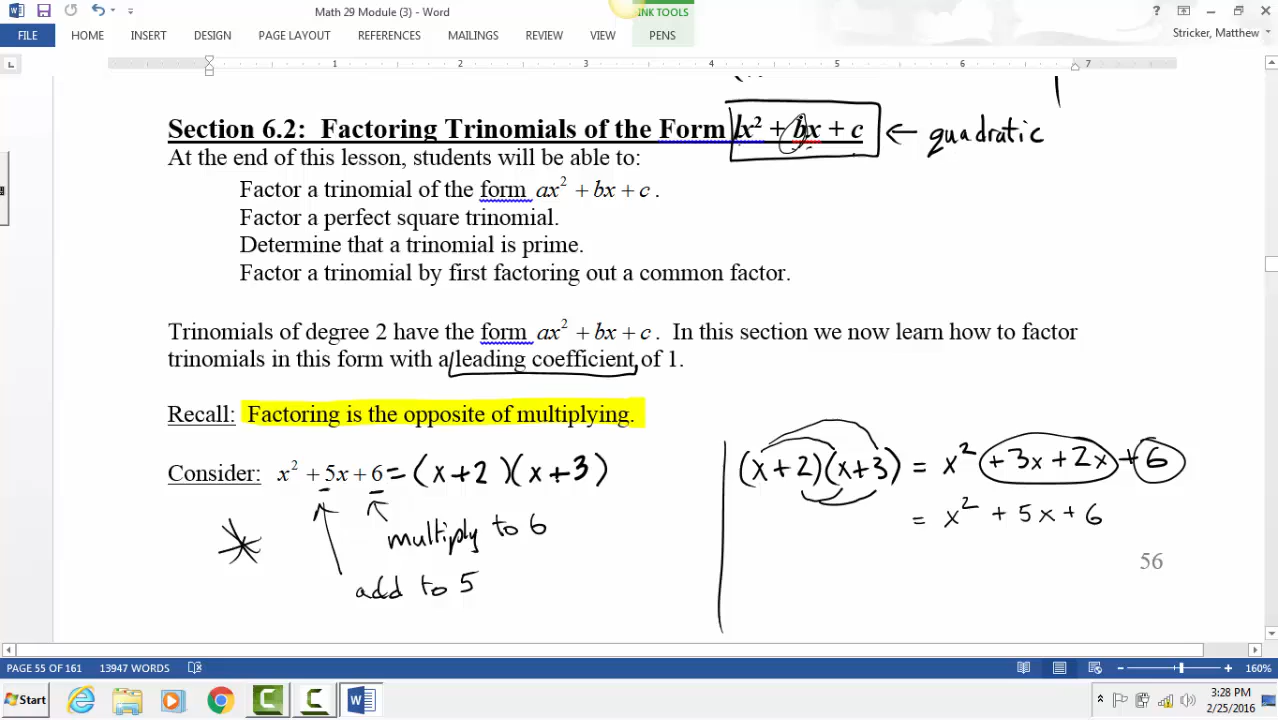 Math 29 Module (3) - Word
INK TOOLS
FILE HOME INSERT DESIGN PAGE LAYOUT REFERENCES MAILINGS REVIEW VIEW PENS
Stricker, Matthew
1 2 3 4 5 6 7
Section 6.2: Factoring Trinomials of the Form x² + bx + c ← quadratic
At the end of this lesson, students will be able to:
Factor a trinomial of the form ax² + bx + c .
Factor a perfect square trinomial.
Determine that a trinomial is prime.
Factor a trinomial by first factoring out a common factor.
Trinomials of degree 2 have the form ax² + bx + c . In this section we now learn how to factor
trinomials in this form with a leading coefficient of 1.
Recall: Factoring is the opposite of multiplying.
Consider: x² + 5x + 6 = (x+2)(x+3)
multiply to 6
add to 5
(x+2)(x+3) = x² +3x +2x +6
= x² + 5x + 6
56
PAGE 55 OF 161 13947 WORDS 160%
Start
3:28 PM
2/25/2016